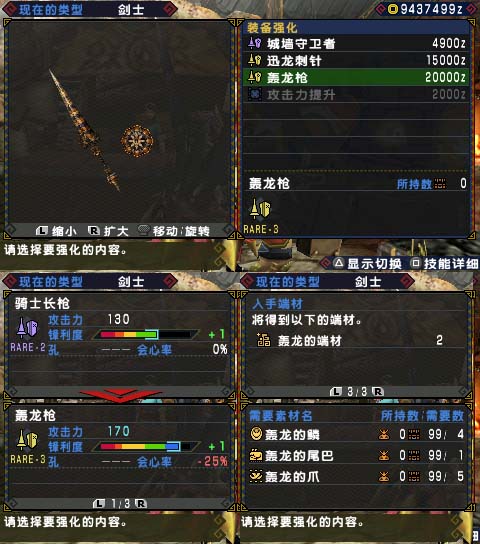 现在的类型 剑士
9437499z
装备强化
城墙守卫者 4900z
迅龙刺针 15000z
轰龙枪 20000z
攻击力提升 2000z
轰龙枪 所持数 0
RARE-3
L 缩小 R 扩大 移动/旋转
请选择要强化的内容。
△ 显示切换 □ 技能详细
现在的类型 剑士
骑士长枪
攻击力 130
锋利度 +1
RARE-2 孔 --- 会心率 0%
轰龙枪
攻击力 170
锋利度 +1
RARE-3 孔 --- 会心率 -25%
L 1/3 R
请选择要强化的内容。
现在的类型 剑士
入手端材
将得到以下的端材。
轰龙的端材 2
L 3/3 R
需要素材名 所持数/需要数
轰龙的鳞 0 99/ 4
轰龙的尾巴 0 99/ 1
轰龙的爪 0 99/ 5
请选择要强化的内容。